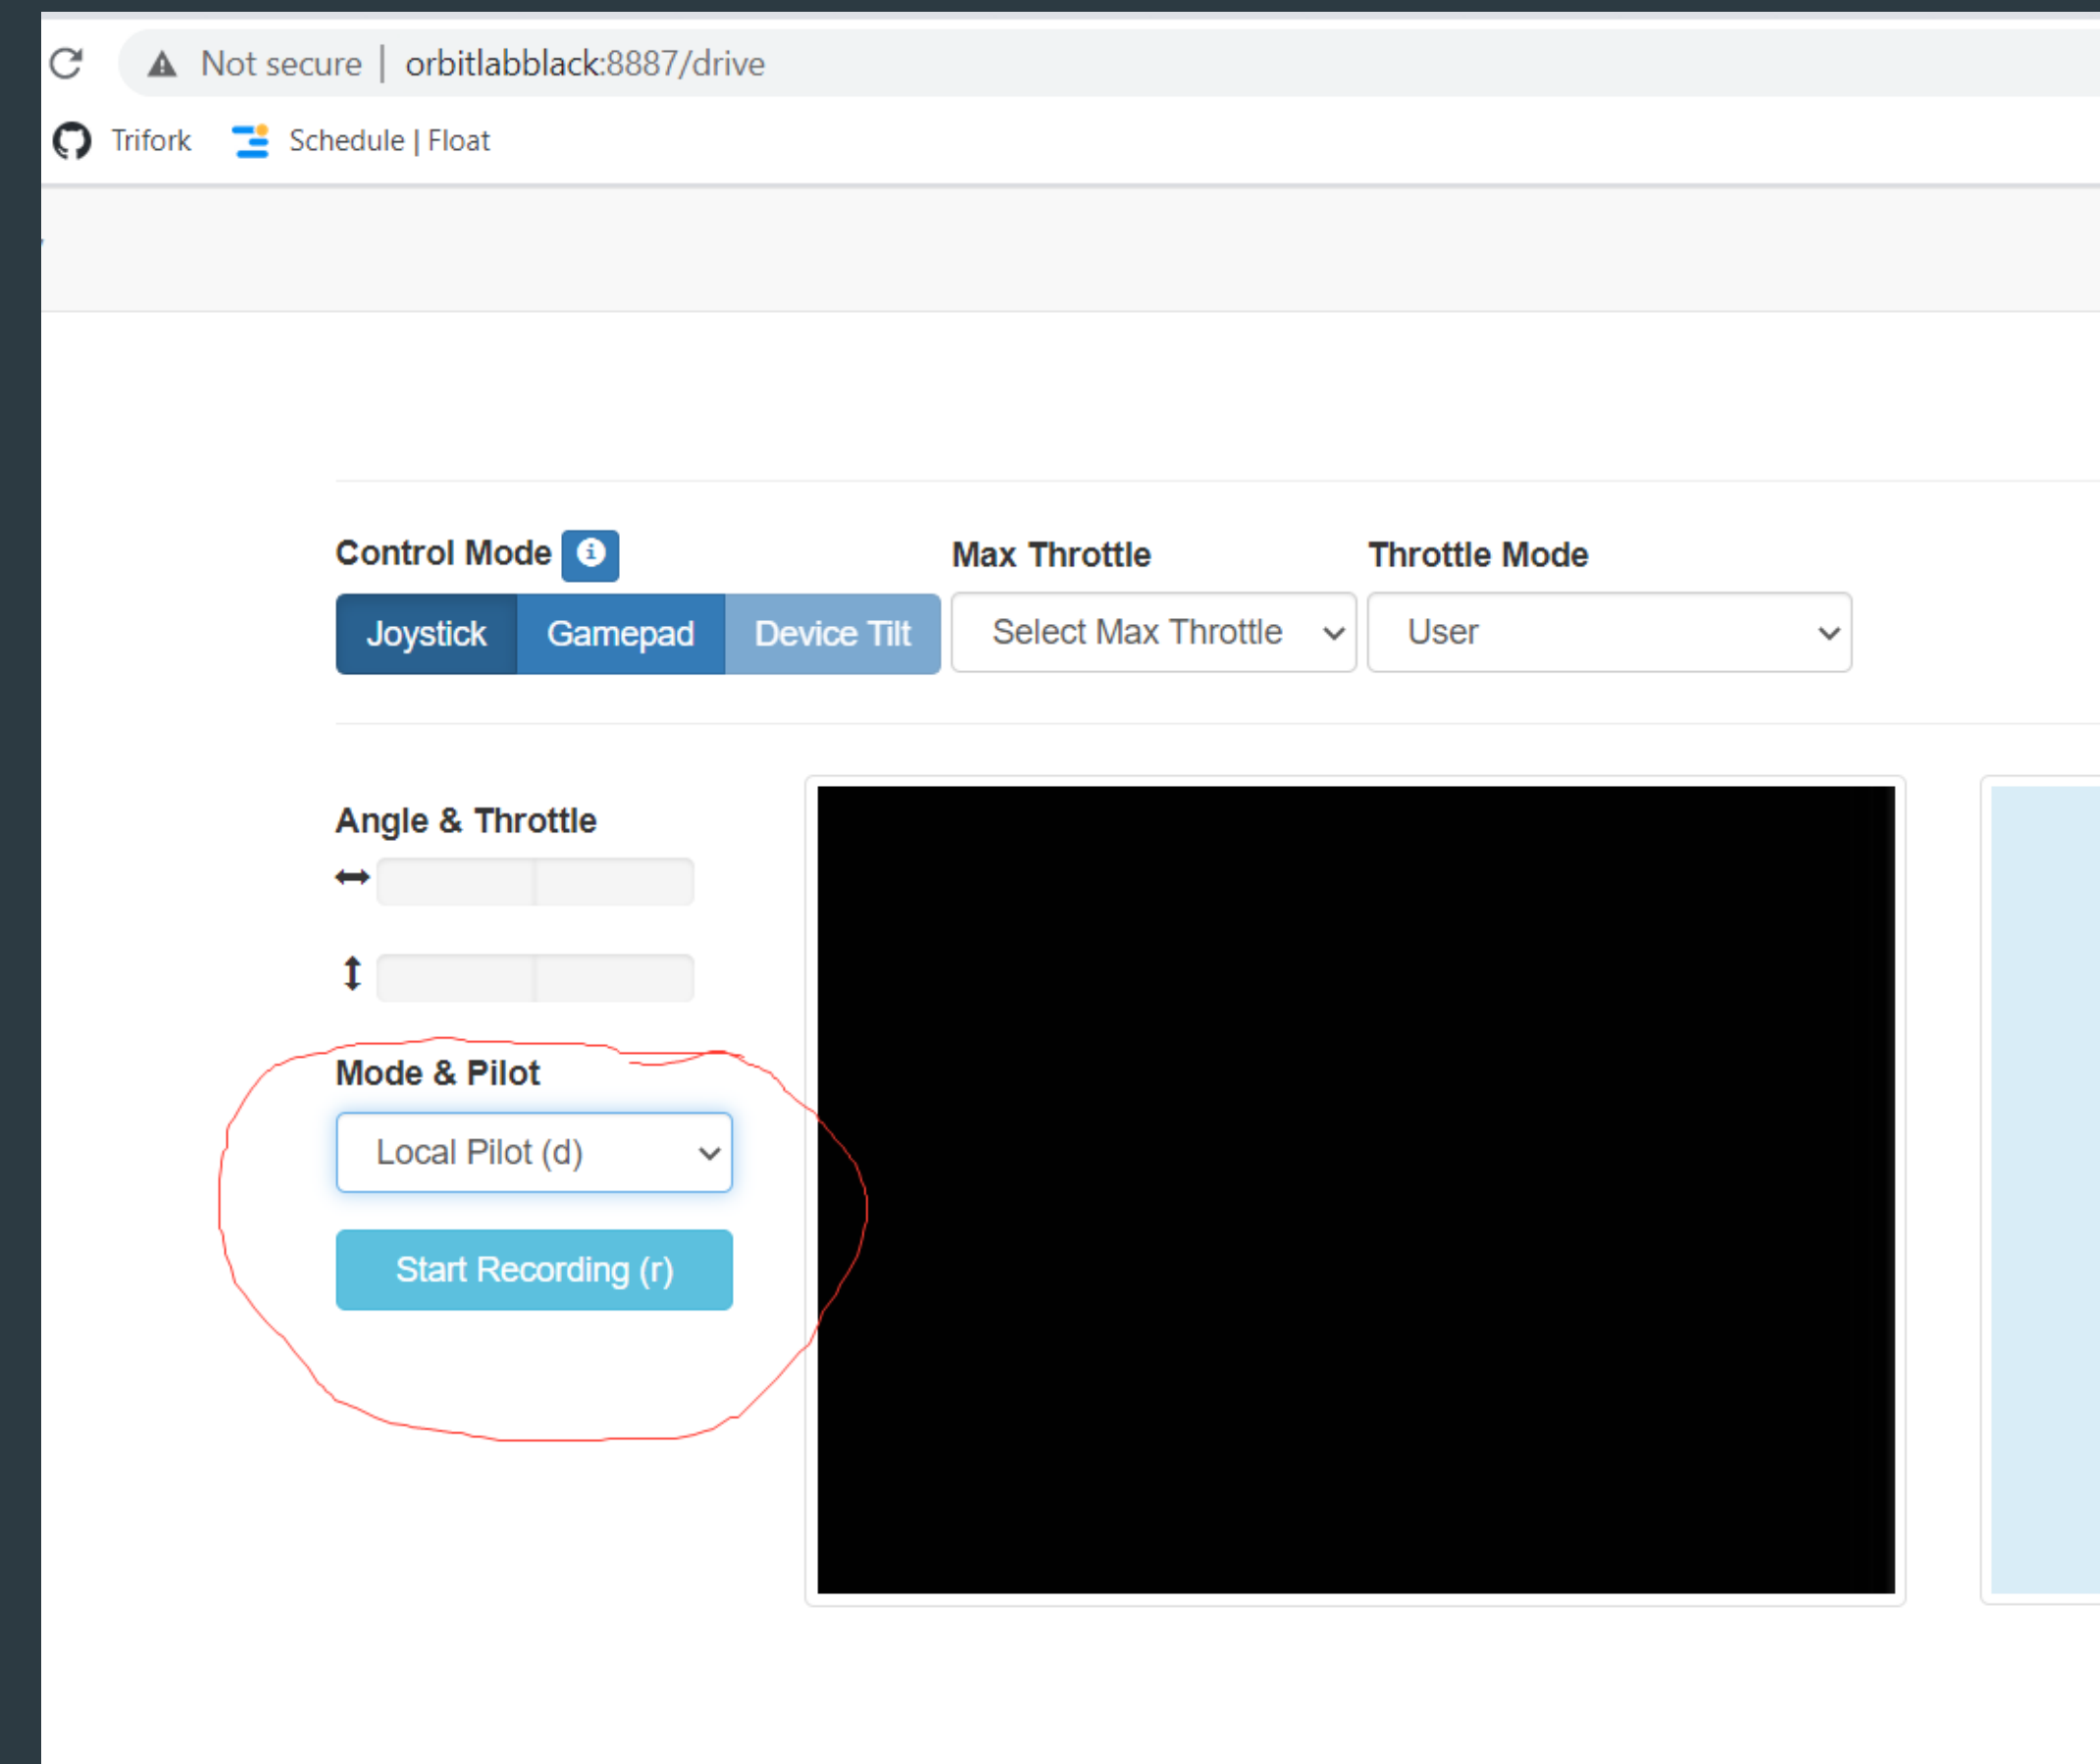 Not secure | orbitlabblack:8887/drive
Trifork Schedule | Float
Control Mode Max Throttle Throttle Mode
Joystick Gamepad Device Tilt Select Max Throttle User
Angle & Throttle
Mode & Pilot
Local Pilot (d)
Start Recording (r)